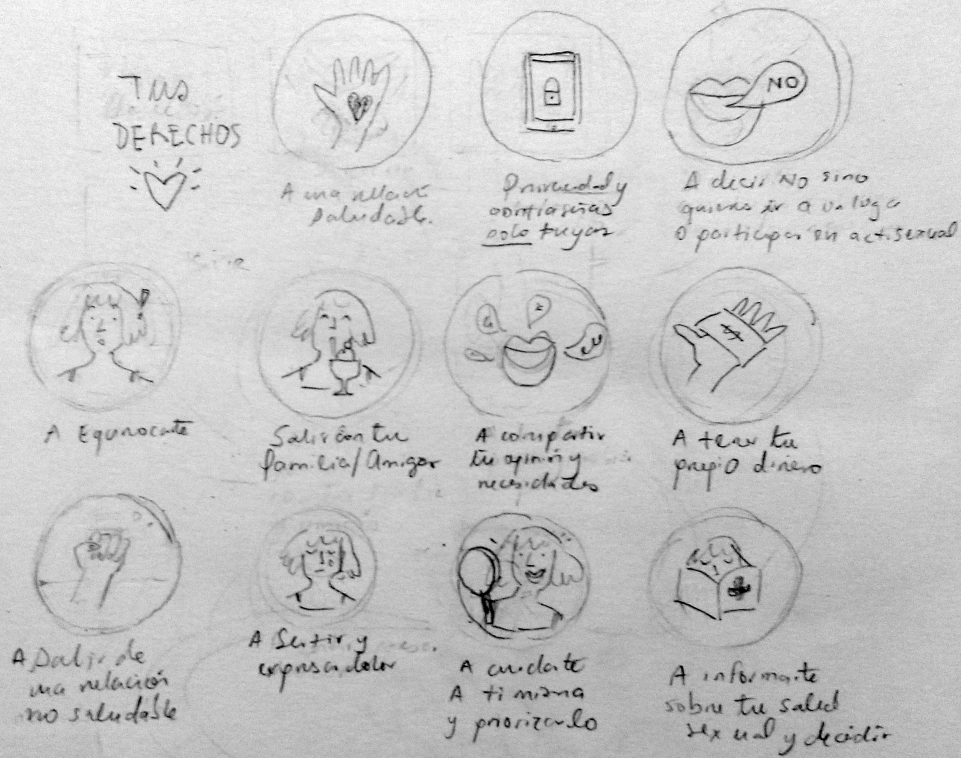 TUS
DERECHOS
A una relación
saludable.
Privacidad y
contraseñas
solo tuyas
NO
A decir NO sino
quieres ir a un lugar
o participar en act sexual
A Equivocarte
Salir con tu
familia/Amigos
A compartir
tu opinión y
necesidades
A tener tu
propio dinero
A Salir de
una relación
no saludable
A Sentir y
expresar dolor
A cuidarte
A ti misma
y priorizarlo
A informarte
sobre tu salud
sexual y decidir